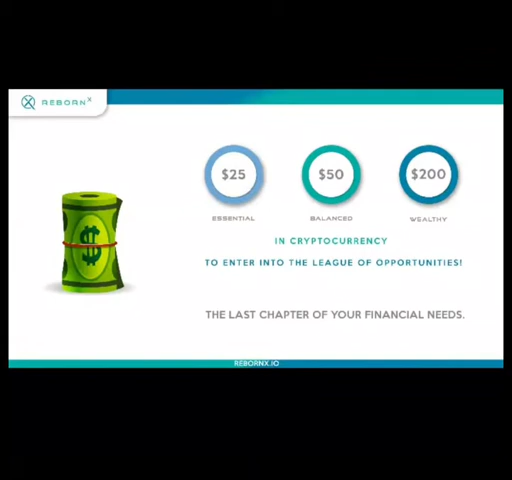 REBORN X
$25 $50 $200
ESSENTIAL BALANCED WEALTHY
IN CRYPTOCURRENCY
TO ENTER INTO THE LEAGUE OF OPPORTUNITIES!
THE LAST CHAPTER OF YOUR FINANCIAL NEEDS.
REBORNX.IO